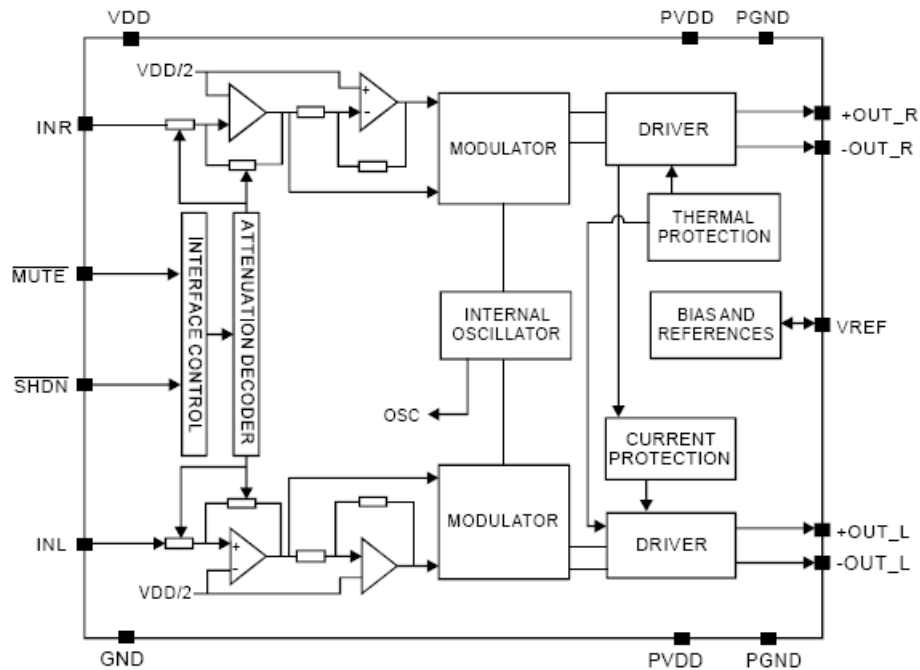 VDD
PVDD
PGND
VDD/2
+
-
INR
MODULATOR
DRIVER
+OUT_R
-OUT_R
THERMAL
PROTECTION
MUTE
INTERFACE CONTROL
ATTENUATION DECODER
INTERNAL
OSCILLATOR
BIAS AND
REFERENCES
VREF
SHDN
OSC
CURRENT
PROTECTION
MODULATOR
DRIVER
INL
+
-
+OUT_L
-OUT_L
VDD/2
GND
PVDD
PGND